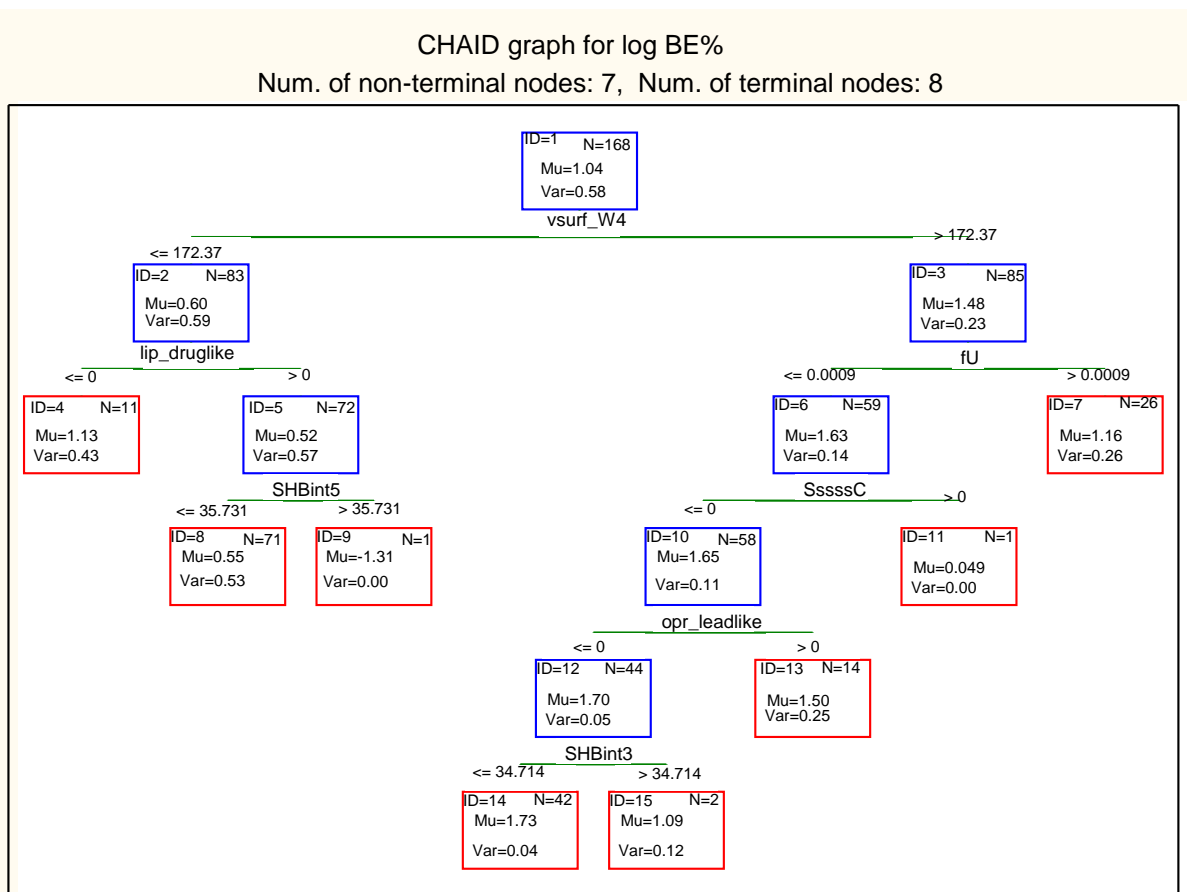 CHAID graph for log BE%
Num. of non-terminal nodes: 7,  Num. of terminal nodes: 8
ID=1 N=168
Mu=1.04
Var=0.58
vsurf_W4
<= 172.37 > 172.37
ID=2 N=83 ID=3 N=85
Mu=0.60 Mu=1.48
Var=0.59 Var=0.23
lip_druglike fU
<= 0 > 0 <= 0.0009 > 0.0009
ID=4 N=11 ID=5 N=72 ID=6 N=59 ID=7 N=26
Mu=1.13 Mu=0.52 Mu=1.63 Mu=1.16
Var=0.43 Var=0.57 Var=0.14 Var=0.26
SHBint5 SssssC
<= 35.731 > 35.731 <= 0 > 0
ID=8 N=71 ID=9 N=1 ID=10 N=58 ID=11 N=1
Mu=0.55 Mu=-1.31 Mu=1.65 Mu=0.049
Var=0.53 Var=0.00 Var=0.11 Var=0.00
opr_leadlike
<= 0 > 0
ID=12 N=44 ID=13 N=14
Mu=1.70 Mu=1.50
Var=0.05 Var=0.25
SHBint3
<= 34.714 > 34.714
ID=14 N=42 ID=15 N=2
Mu=1.73 Mu=1.09
Var=0.04 Var=0.12